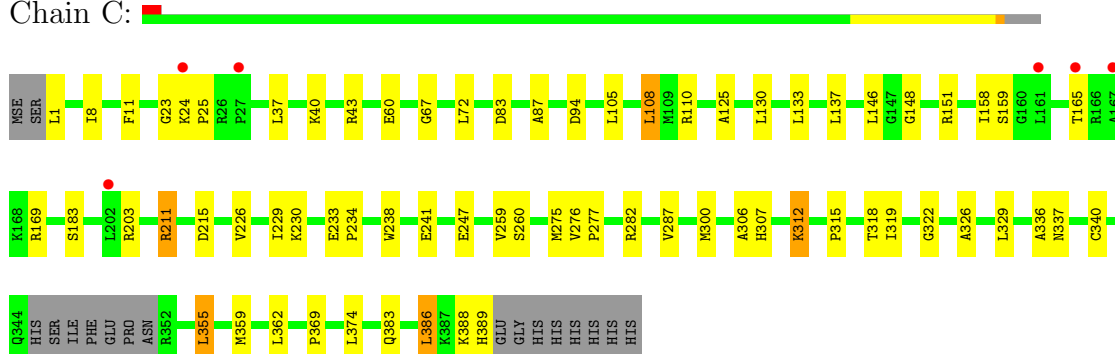 Chain C:
MSE SER L1 I8 F11 G23 K24 P25 R26 P27 L37 K40 R43 E60 G67 L72 D83 A87 D94 L105 L108 M109 R110 A125 L130 L133 L137 L146 G147 G148 R151 I158 S159 G160 L161 T165 R166 A167
K168 R169 S183 L202 R203 R211 D215 V226 I229 K230 E233 P234 W238 E241 E247 V259 S260 M275 V276 P277 R282 V287 M300 A306 H307 K312 P315 T318 I319 G322 A326 L329 A336 N337 C340
Q344 HIS SER ILE PHE GLU PRO ASN R352 L355 M359 L362 P369 L374 Q383 L386 K387 K388 H389 GLU GLY HIS HIS HIS HIS HIS HIS